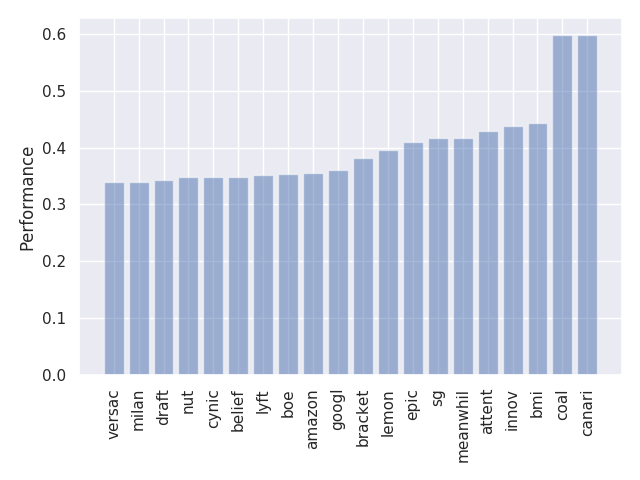 0.6
0.5
0.4
0.3
0.2
0.1
0.0
Performance
versac
milan
draft
nut
cynic
belief
lyft
boe
amazon
googl
bracket
lemon
epic
sg
meanwhil
attent
innov
bmi
coal
canari